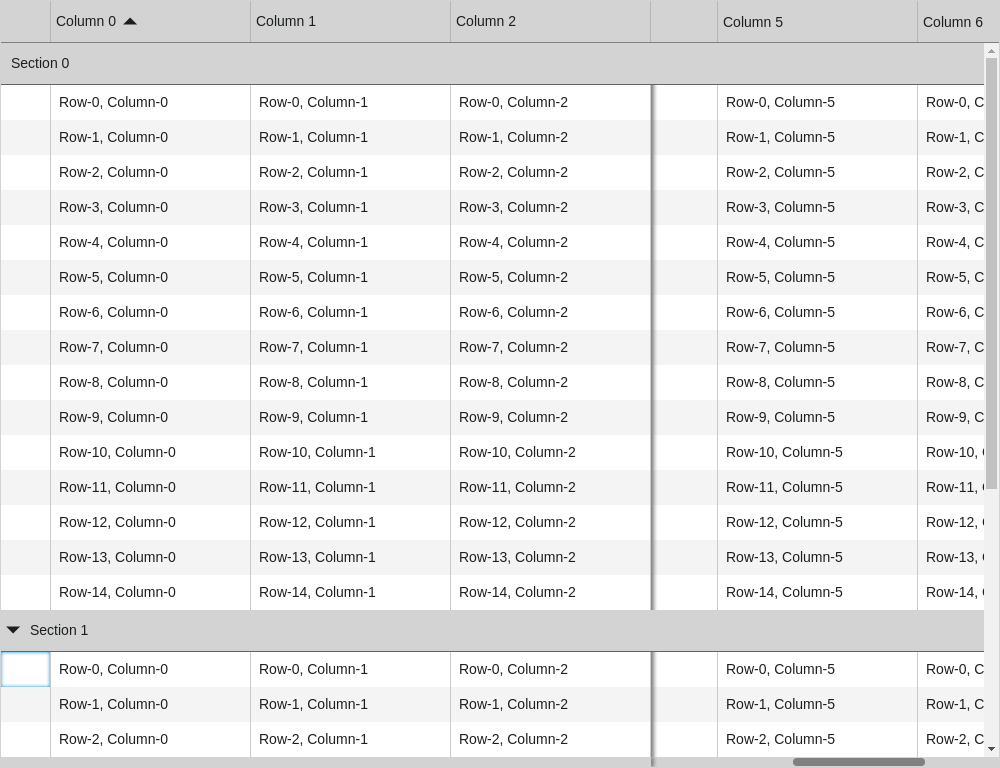 Column 0 Column 1 Column 2 Column 5 Column 6
Section 0
Row-0, Column-0 Row-0, Column-1 Row-0, Column-2 Row-0, Column-5 Row-0, C
Row-1, Column-0 Row-1, Column-1 Row-1, Column-2 Row-1, Column-5 Row-1, C
Row-2, Column-0 Row-2, Column-1 Row-2, Column-2 Row-2, Column-5 Row-2, C
Row-3, Column-0 Row-3, Column-1 Row-3, Column-2 Row-3, Column-5 Row-3, C
Row-4, Column-0 Row-4, Column-1 Row-4, Column-2 Row-4, Column-5 Row-4, C
Row-5, Column-0 Row-5, Column-1 Row-5, Column-2 Row-5, Column-5 Row-5, C
Row-6, Column-0 Row-6, Column-1 Row-6, Column-2 Row-6, Column-5 Row-6, C
Row-7, Column-0 Row-7, Column-1 Row-7, Column-2 Row-7, Column-5 Row-7, C
Row-8, Column-0 Row-8, Column-1 Row-8, Column-2 Row-8, Column-5 Row-8, C
Row-9, Column-0 Row-9, Column-1 Row-9, Column-2 Row-9, Column-5 Row-9, C
Row-10, Column-0 Row-10, Column-1 Row-10, Column-2 Row-10, Column-5 Row-10,
Row-11, Column-0 Row-11, Column-1 Row-11, Column-2 Row-11, Column-5 Row-11,
Row-12, Column-0 Row-12, Column-1 Row-12, Column-2 Row-12, Column-5 Row-12,
Row-13, Column-0 Row-13, Column-1 Row-13, Column-2 Row-13, Column-5 Row-13,
Row-14, Column-0 Row-14, Column-1 Row-14, Column-2 Row-14, Column-5 Row-14,
Section 1
Row-0, Column-0 Row-0, Column-1 Row-0, Column-2 Row-0, Column-5 Row-0, C
Row-1, Column-0 Row-1, Column-1 Row-1, Column-2 Row-1, Column-5 Row-1, C
Row-2, Column-0 Row-2, Column-1 Row-2, Column-2 Row-2, Column-5 Row-2, C